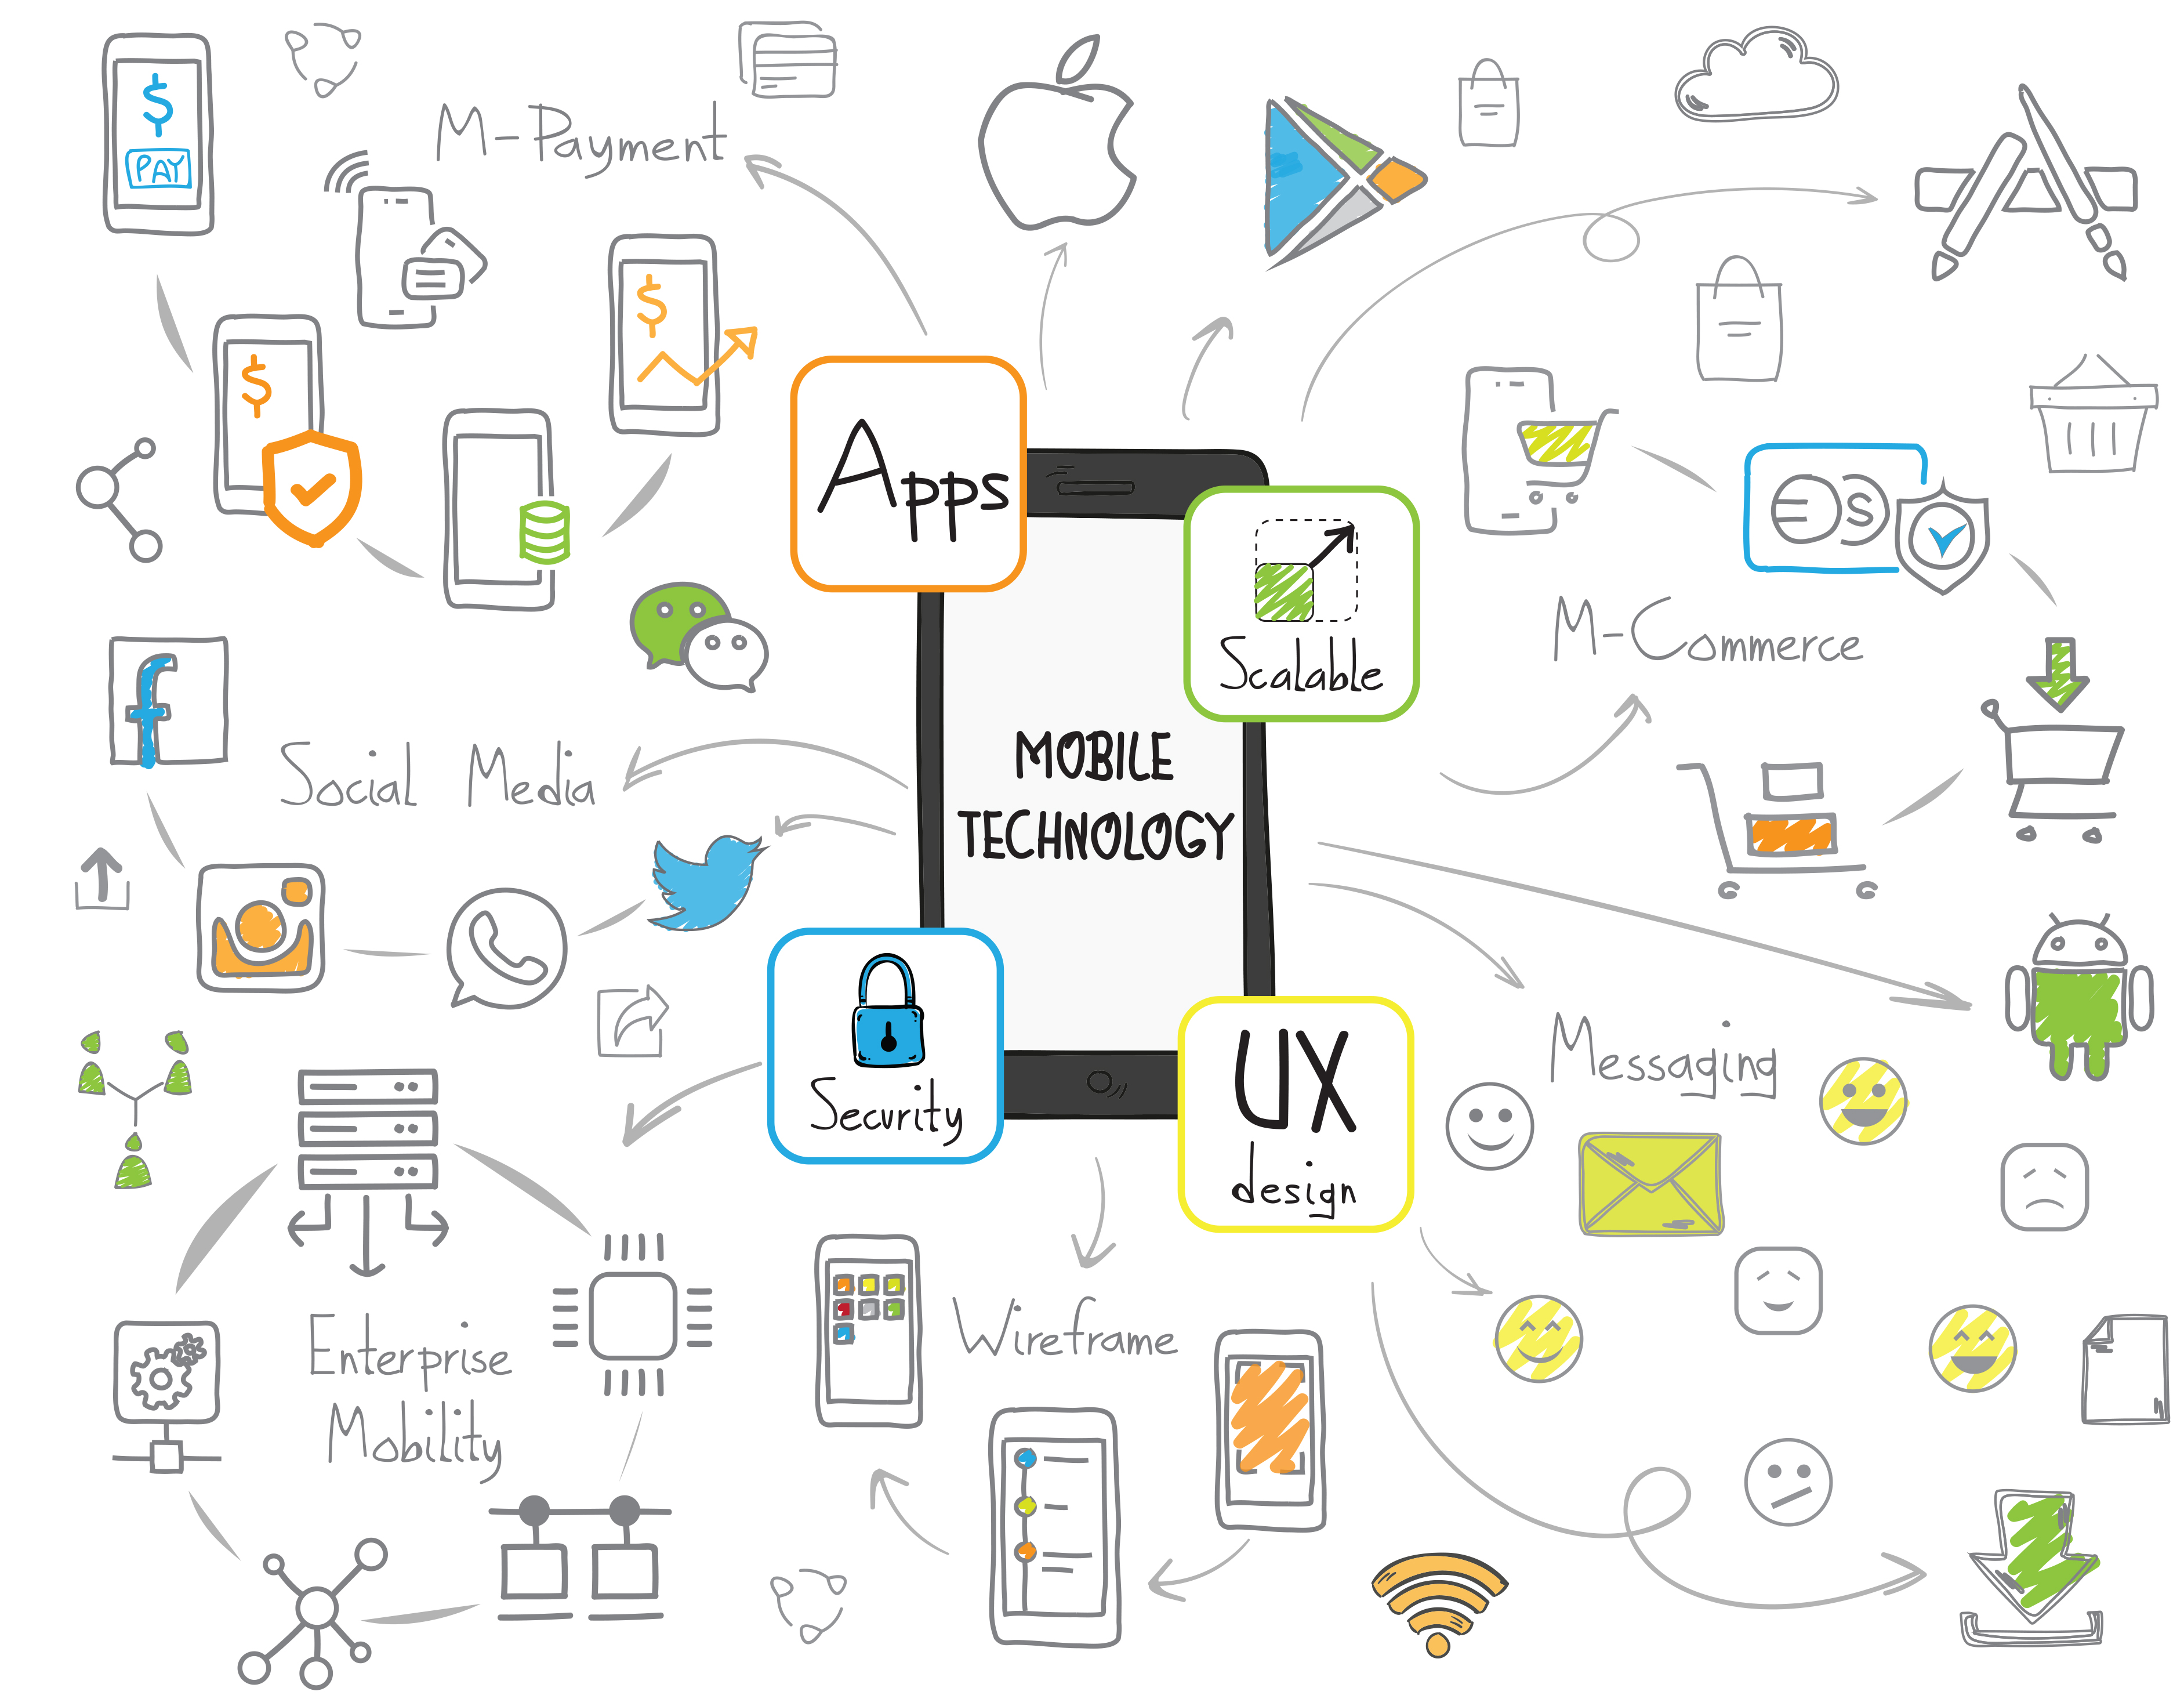 $
PAY
M-Payment
$
$
Apps
Scalable
M-Commerce
Social Media
MOBILE
TECHNOLOGY
Security
UX
design
Messaging
Enterprise
Mobility
Wireframe